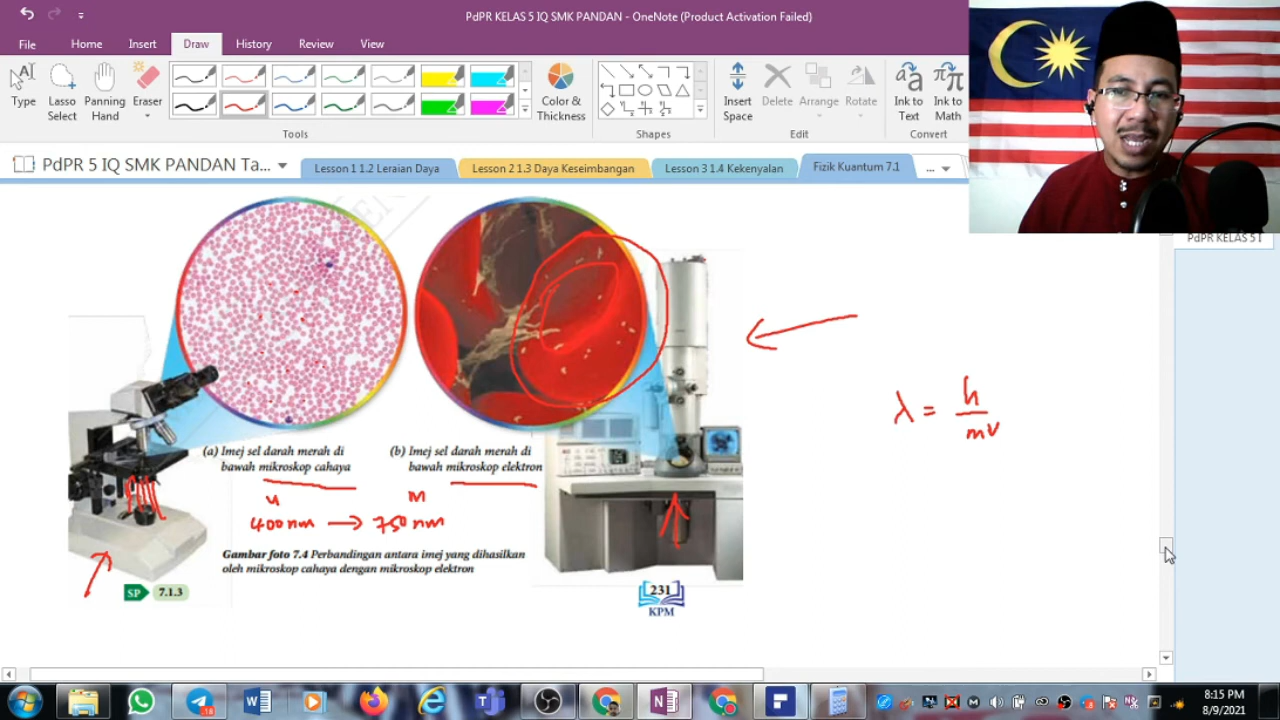 PdPR KELAS 5 IQ SMK PANDAN - OneNote (Product Activation Failed)
File Home Insert Draw History Review View
Type
Lasso Select
Panning Hand
Eraser
Color & Thickness
Insert Space
Delete
Arrange
Rotate
Ink to Text
Ink to Math
Tools
Shapes
Edit
Convert
PdPR 5 IQ SMK PANDAN Ta...
Lesson 1 1.2 Leraian Daya
Lesson 2 1.3 Daya Keseimbangan
Lesson 3 1.4 Kekenyalan
Fizik Kuantum 7.1
...
PdPR KELAS 5 I
(a) Imej sel darah merah di
bawah mikroskop cahaya
(b) Imej sel darah merah di
bawah mikroskop elektron
u m
400 nm → 750 nm
λ = h/mv
Gambar foto 7.4 Perbandingan antara imej yang dihasilkan
oleh mikroskop cahaya dengan mikroskop elektron
SP 7.1.3
231
KPM
8:15 PM
8/9/2021